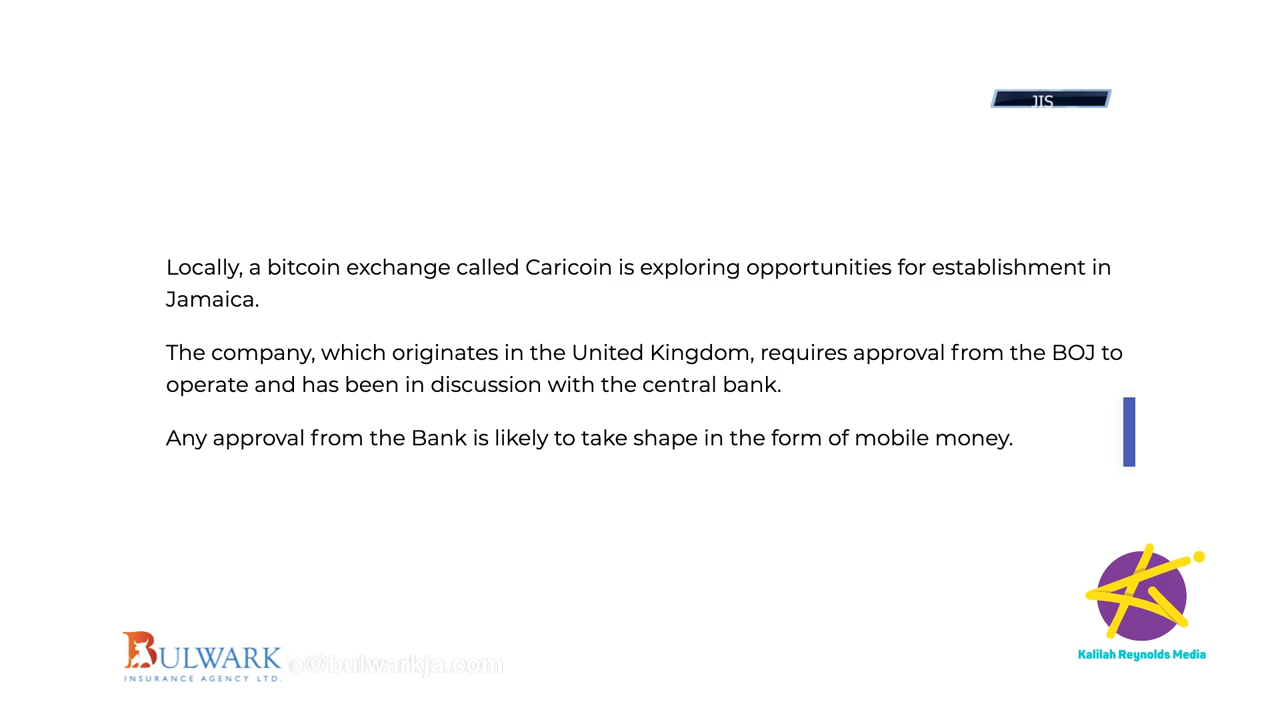 JIS
Locally, a bitcoin exchange called Caricoin is exploring opportunities for establishment in
Jamaica.
The company, which originates in the United Kingdom, requires approval from the BOJ to
operate and has been in discussion with the central bank.
Any approval from the Bank is likely to take shape in the form of mobile money.
Kalilah Reynolds Media
BULWARK
INSURANCE AGENCY LTD.
o@bulwarkja.com